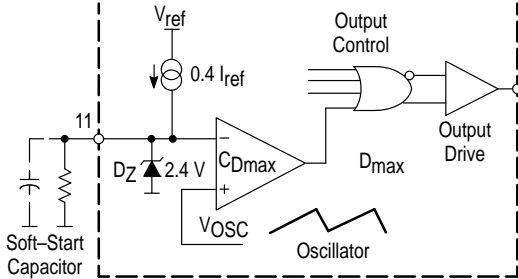 Vref
Output
Control
0.4 Iref
11
DZ
2.4 V
–
CDmax
+
Dmax
Output
Drive
VOSC
Oscillator
Soft–Start
Capacitor